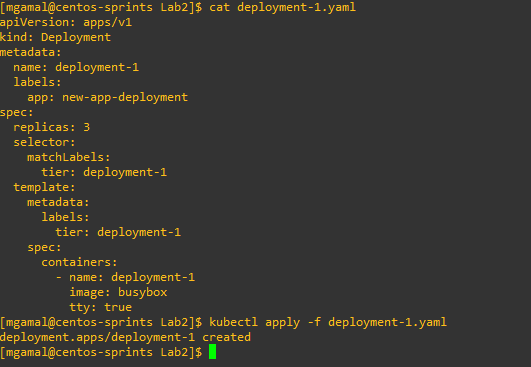 [mgamal@centos-sprints Lab2]$ cat deployment-1.yaml
apiVersion: apps/v1
kind: Deployment
metadata:
  name: deployment-1
  labels:
    app: new-app-deployment
spec:
  replicas: 3
  selector:
    matchLabels:
      tier: deployment-1
  template:
    metadata:
      labels:
        tier: deployment-1
    spec:
      containers:
        - name: deployment-1
          image: busybox
          tty: true
[mgamal@centos-sprints Lab2]$ kubectl apply -f deployment-1.yaml
deployment.apps/deployment-1 created
[mgamal@centos-sprints Lab2]$